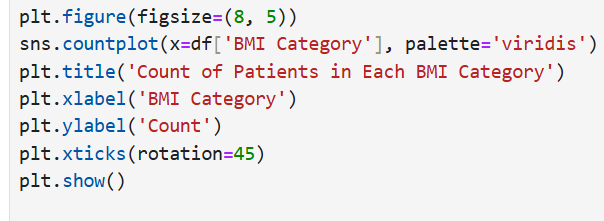 plt.figure(figsize=(8, 5))
sns.countplot(x=df['BMI Category'], palette='viridis')
plt.title('Count of Patients in Each BMI Category')
plt.xlabel('BMI Category')
plt.ylabel('Count')
plt.xticks(rotation=45)
plt.show()